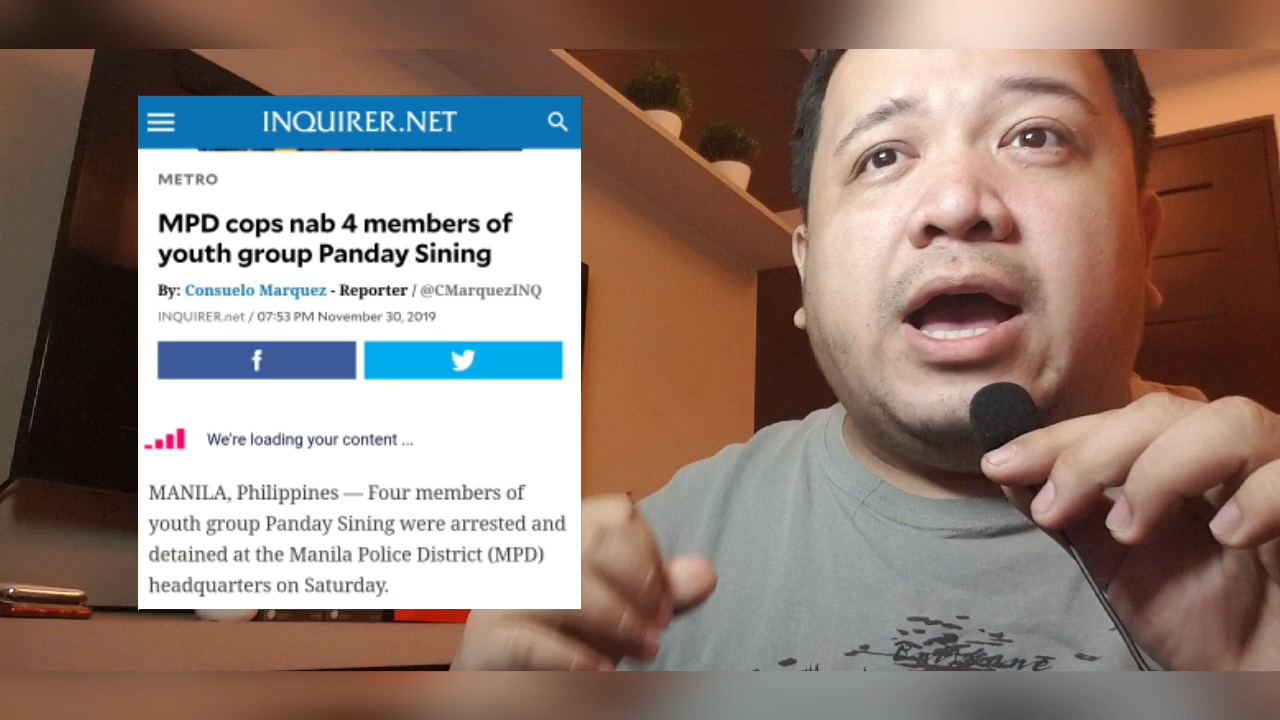 INQUIRER.NET
METRO
MPD cops nab 4 members of
youth group Panday Sining
By: Consuelo Marquez - Reporter / @CMarquezINQ
INQUIRER.net / 07:53 PM November 30, 2019
We're loading your content ...
MANILA, Philippines — Four members of
youth group Panday Sining were arrested and
detained at the Manila Police District (MPD)
headquarters on Saturday.